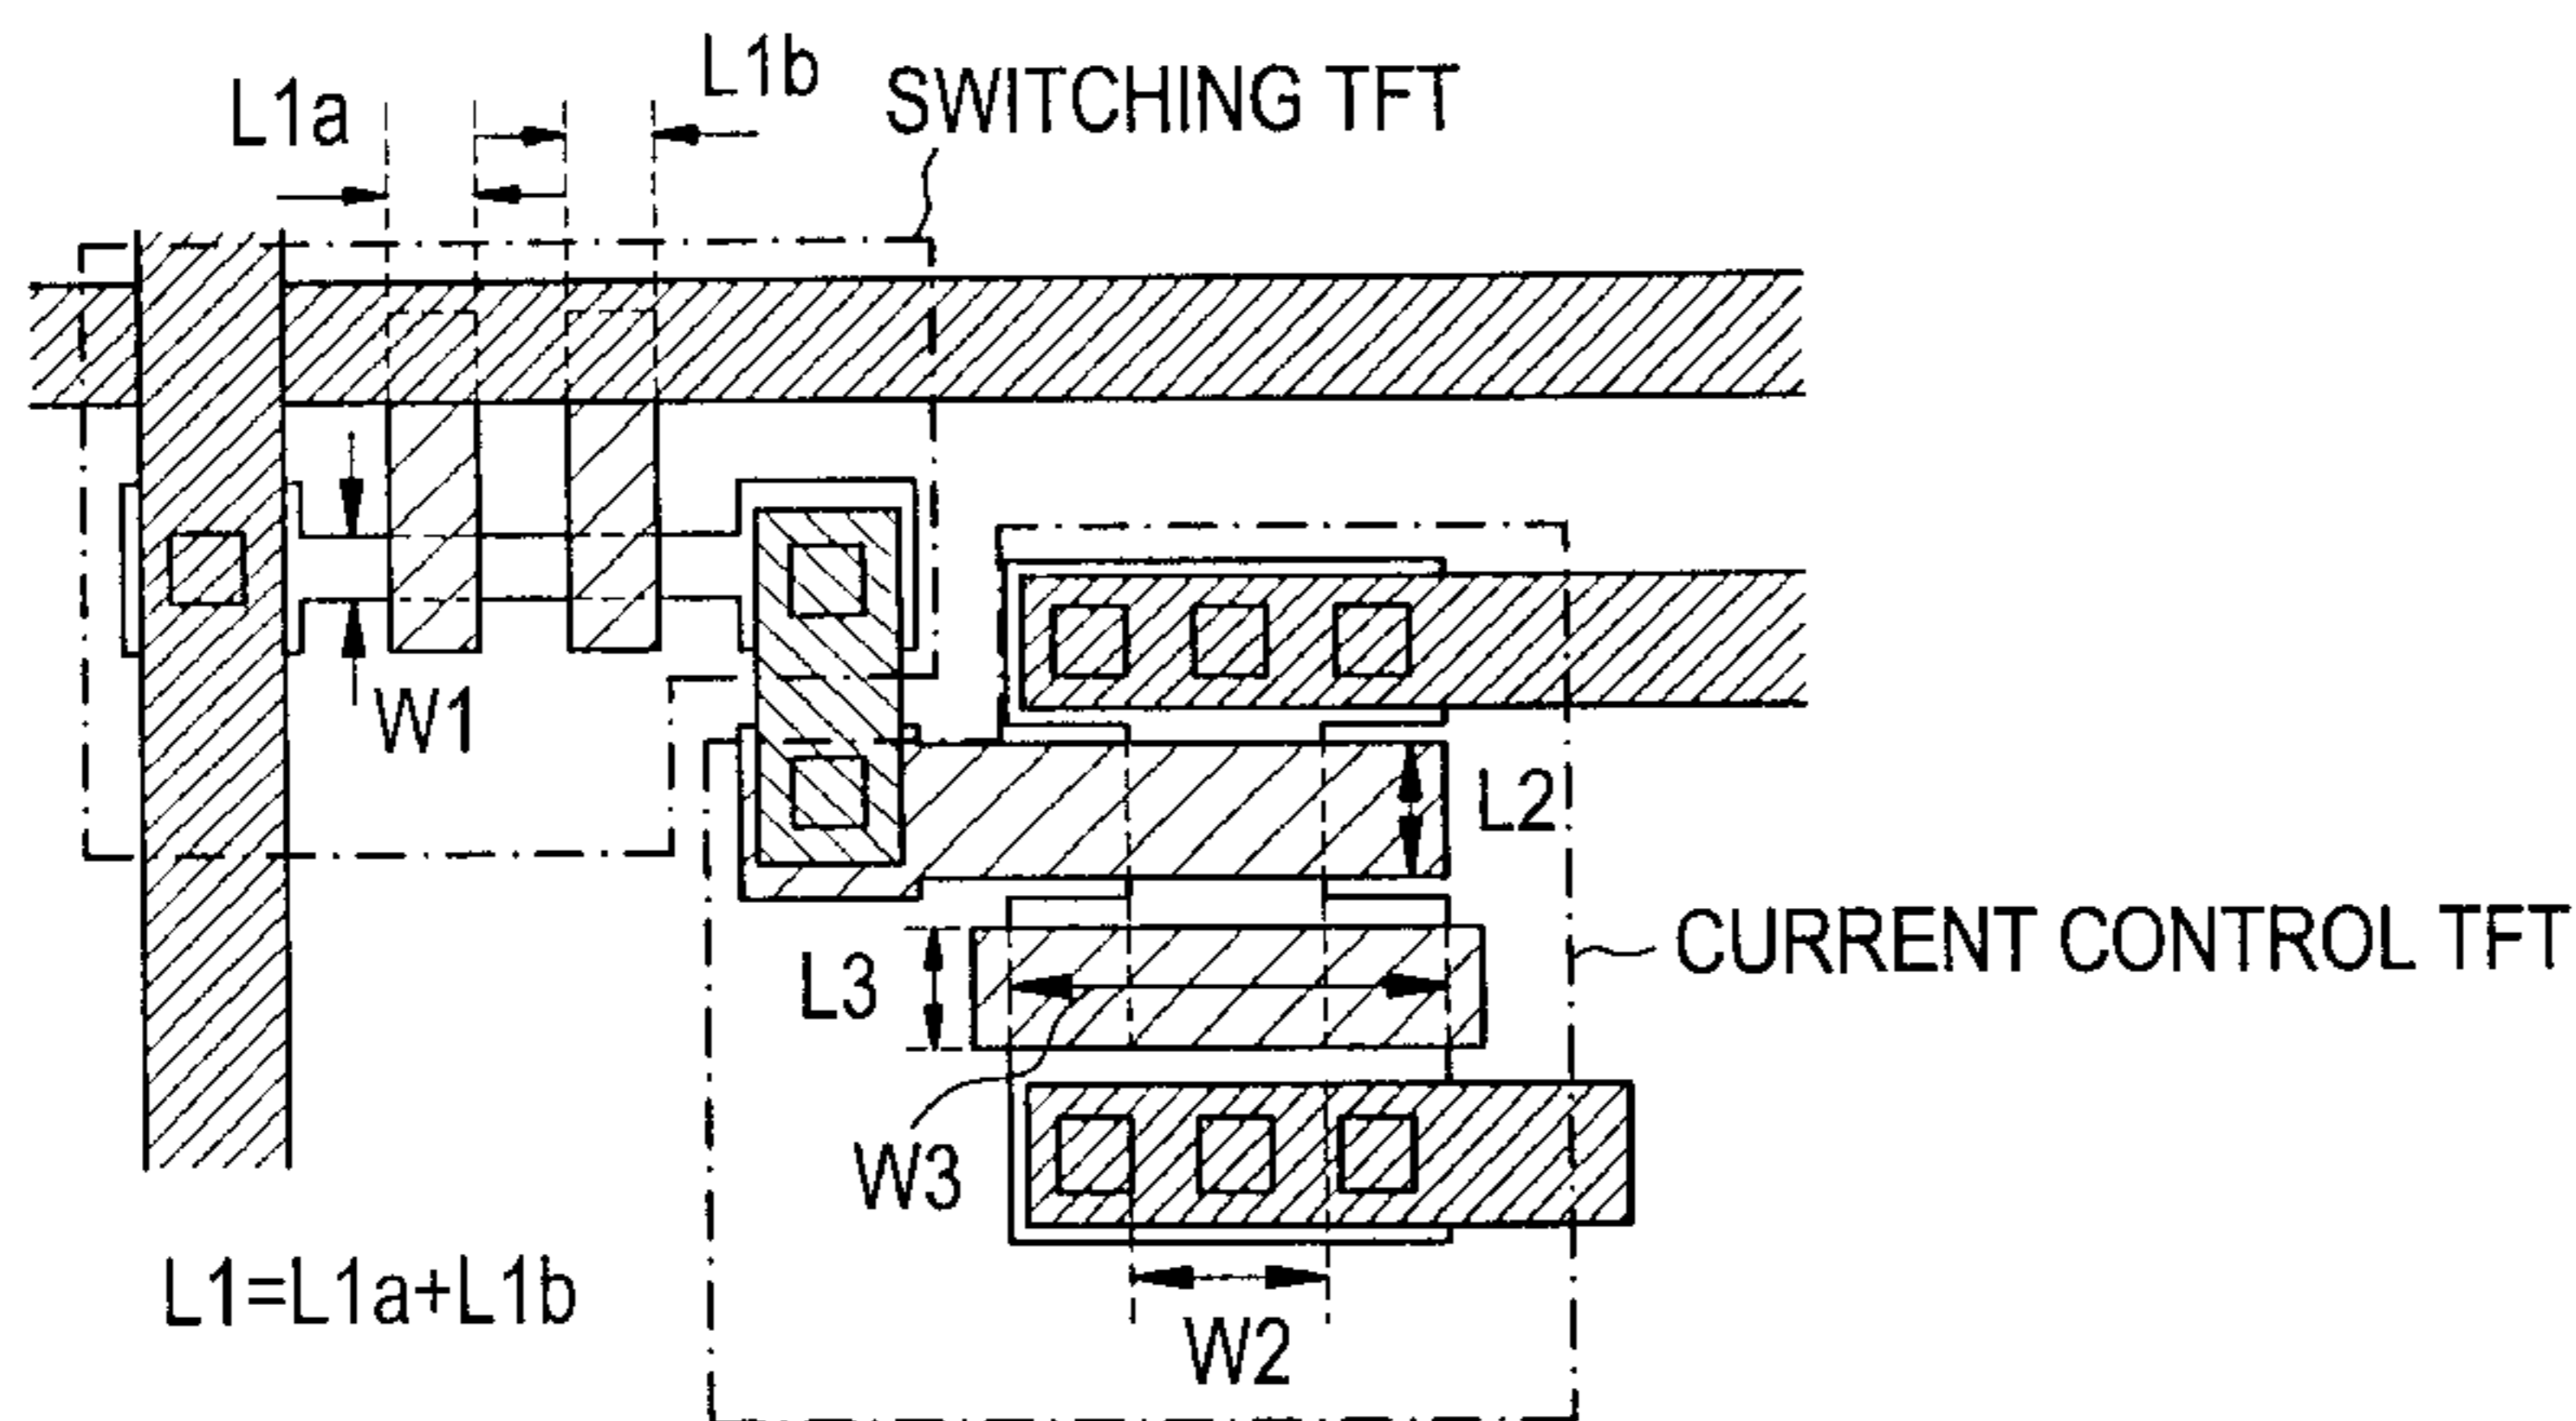 L1b
L1a
SWITCHING TFT
W1
L2
CURRENT CONTROL TFT
L3
W3
L1=L1a+L1b
W2